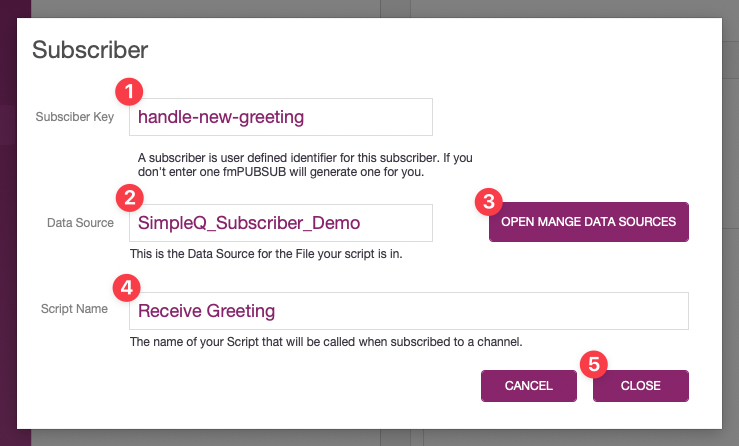 Subscriber
1
Subsciber Key
handle-new-greeting
A subscriber is user defined identifier for this subscriber. If you
don't enter one fmPUBSUB will generate one for you.
2
3
Data Source
SimpleQ_Subscriber_Demo
OPEN MANGE DATA SOURCES
This is the Data Source for the File your script is in.
4
Script Name
Receive Greeting
The name of your Script that will be called when subscribed to a channel.
5
CANCEL
CLOSE